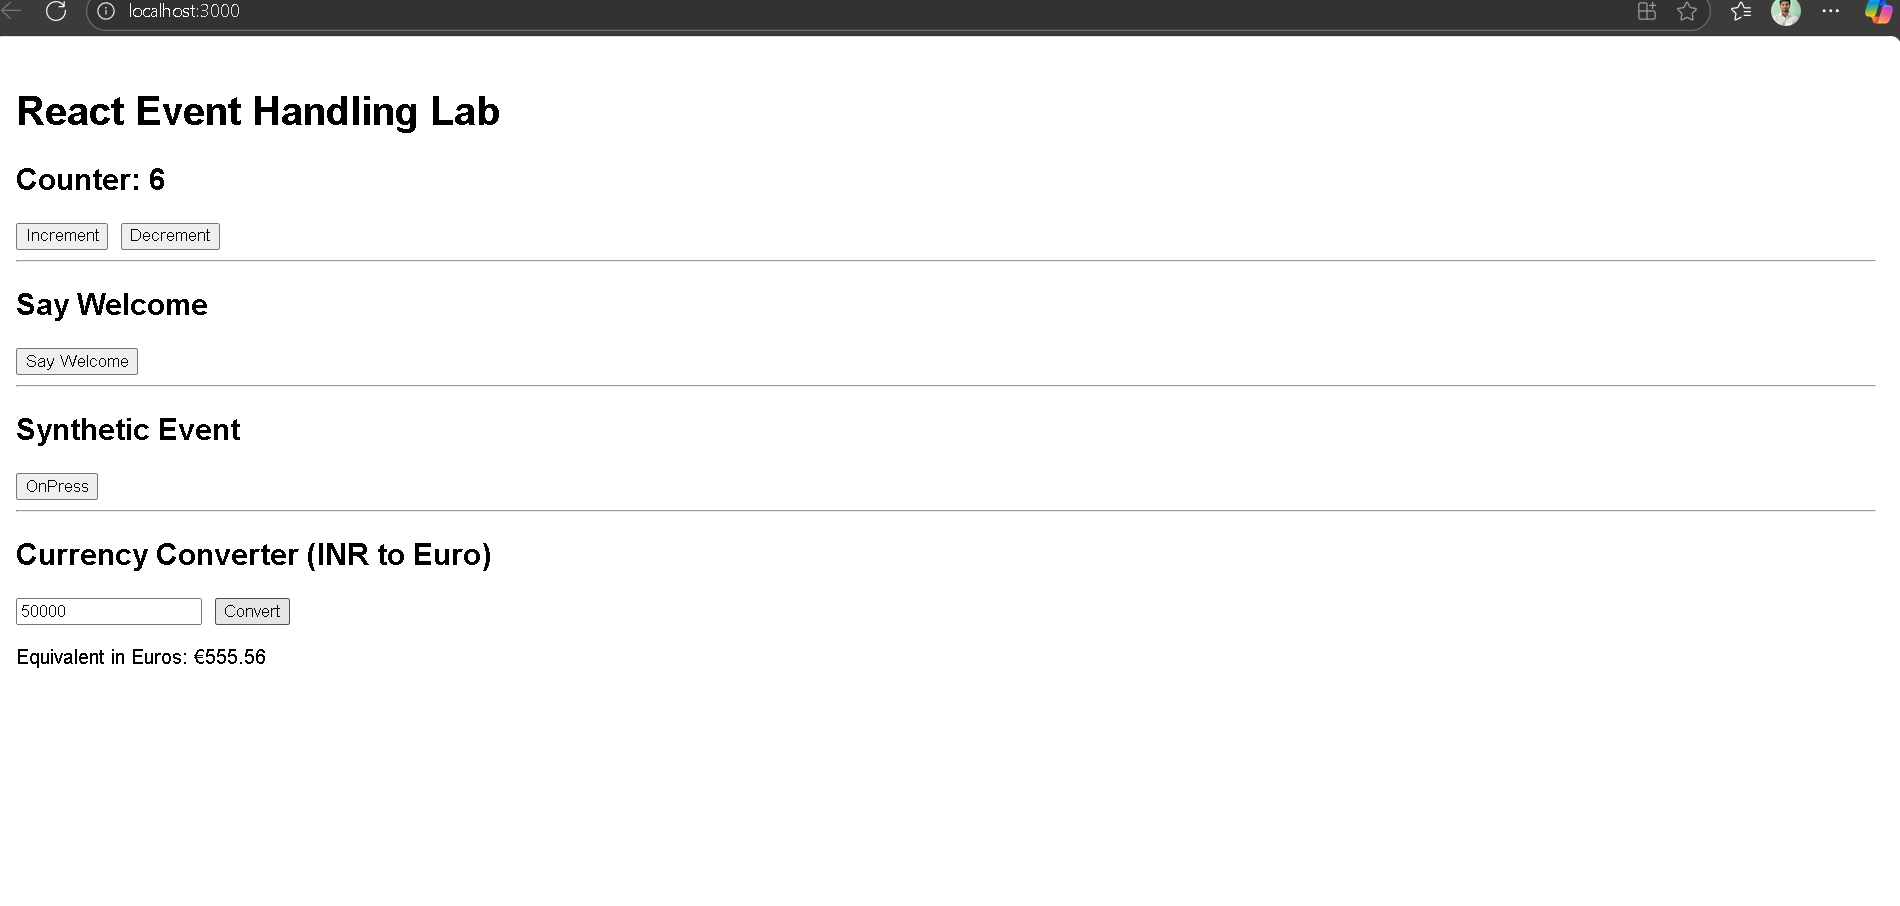 localhost:3000
React Event Handling Lab
Counter: 6
Increment Decrement
Say Welcome
Say Welcome
Synthetic Event
OnPress
Currency Converter (INR to Euro)
50000 Convert
Equivalent in Euros: €555.56